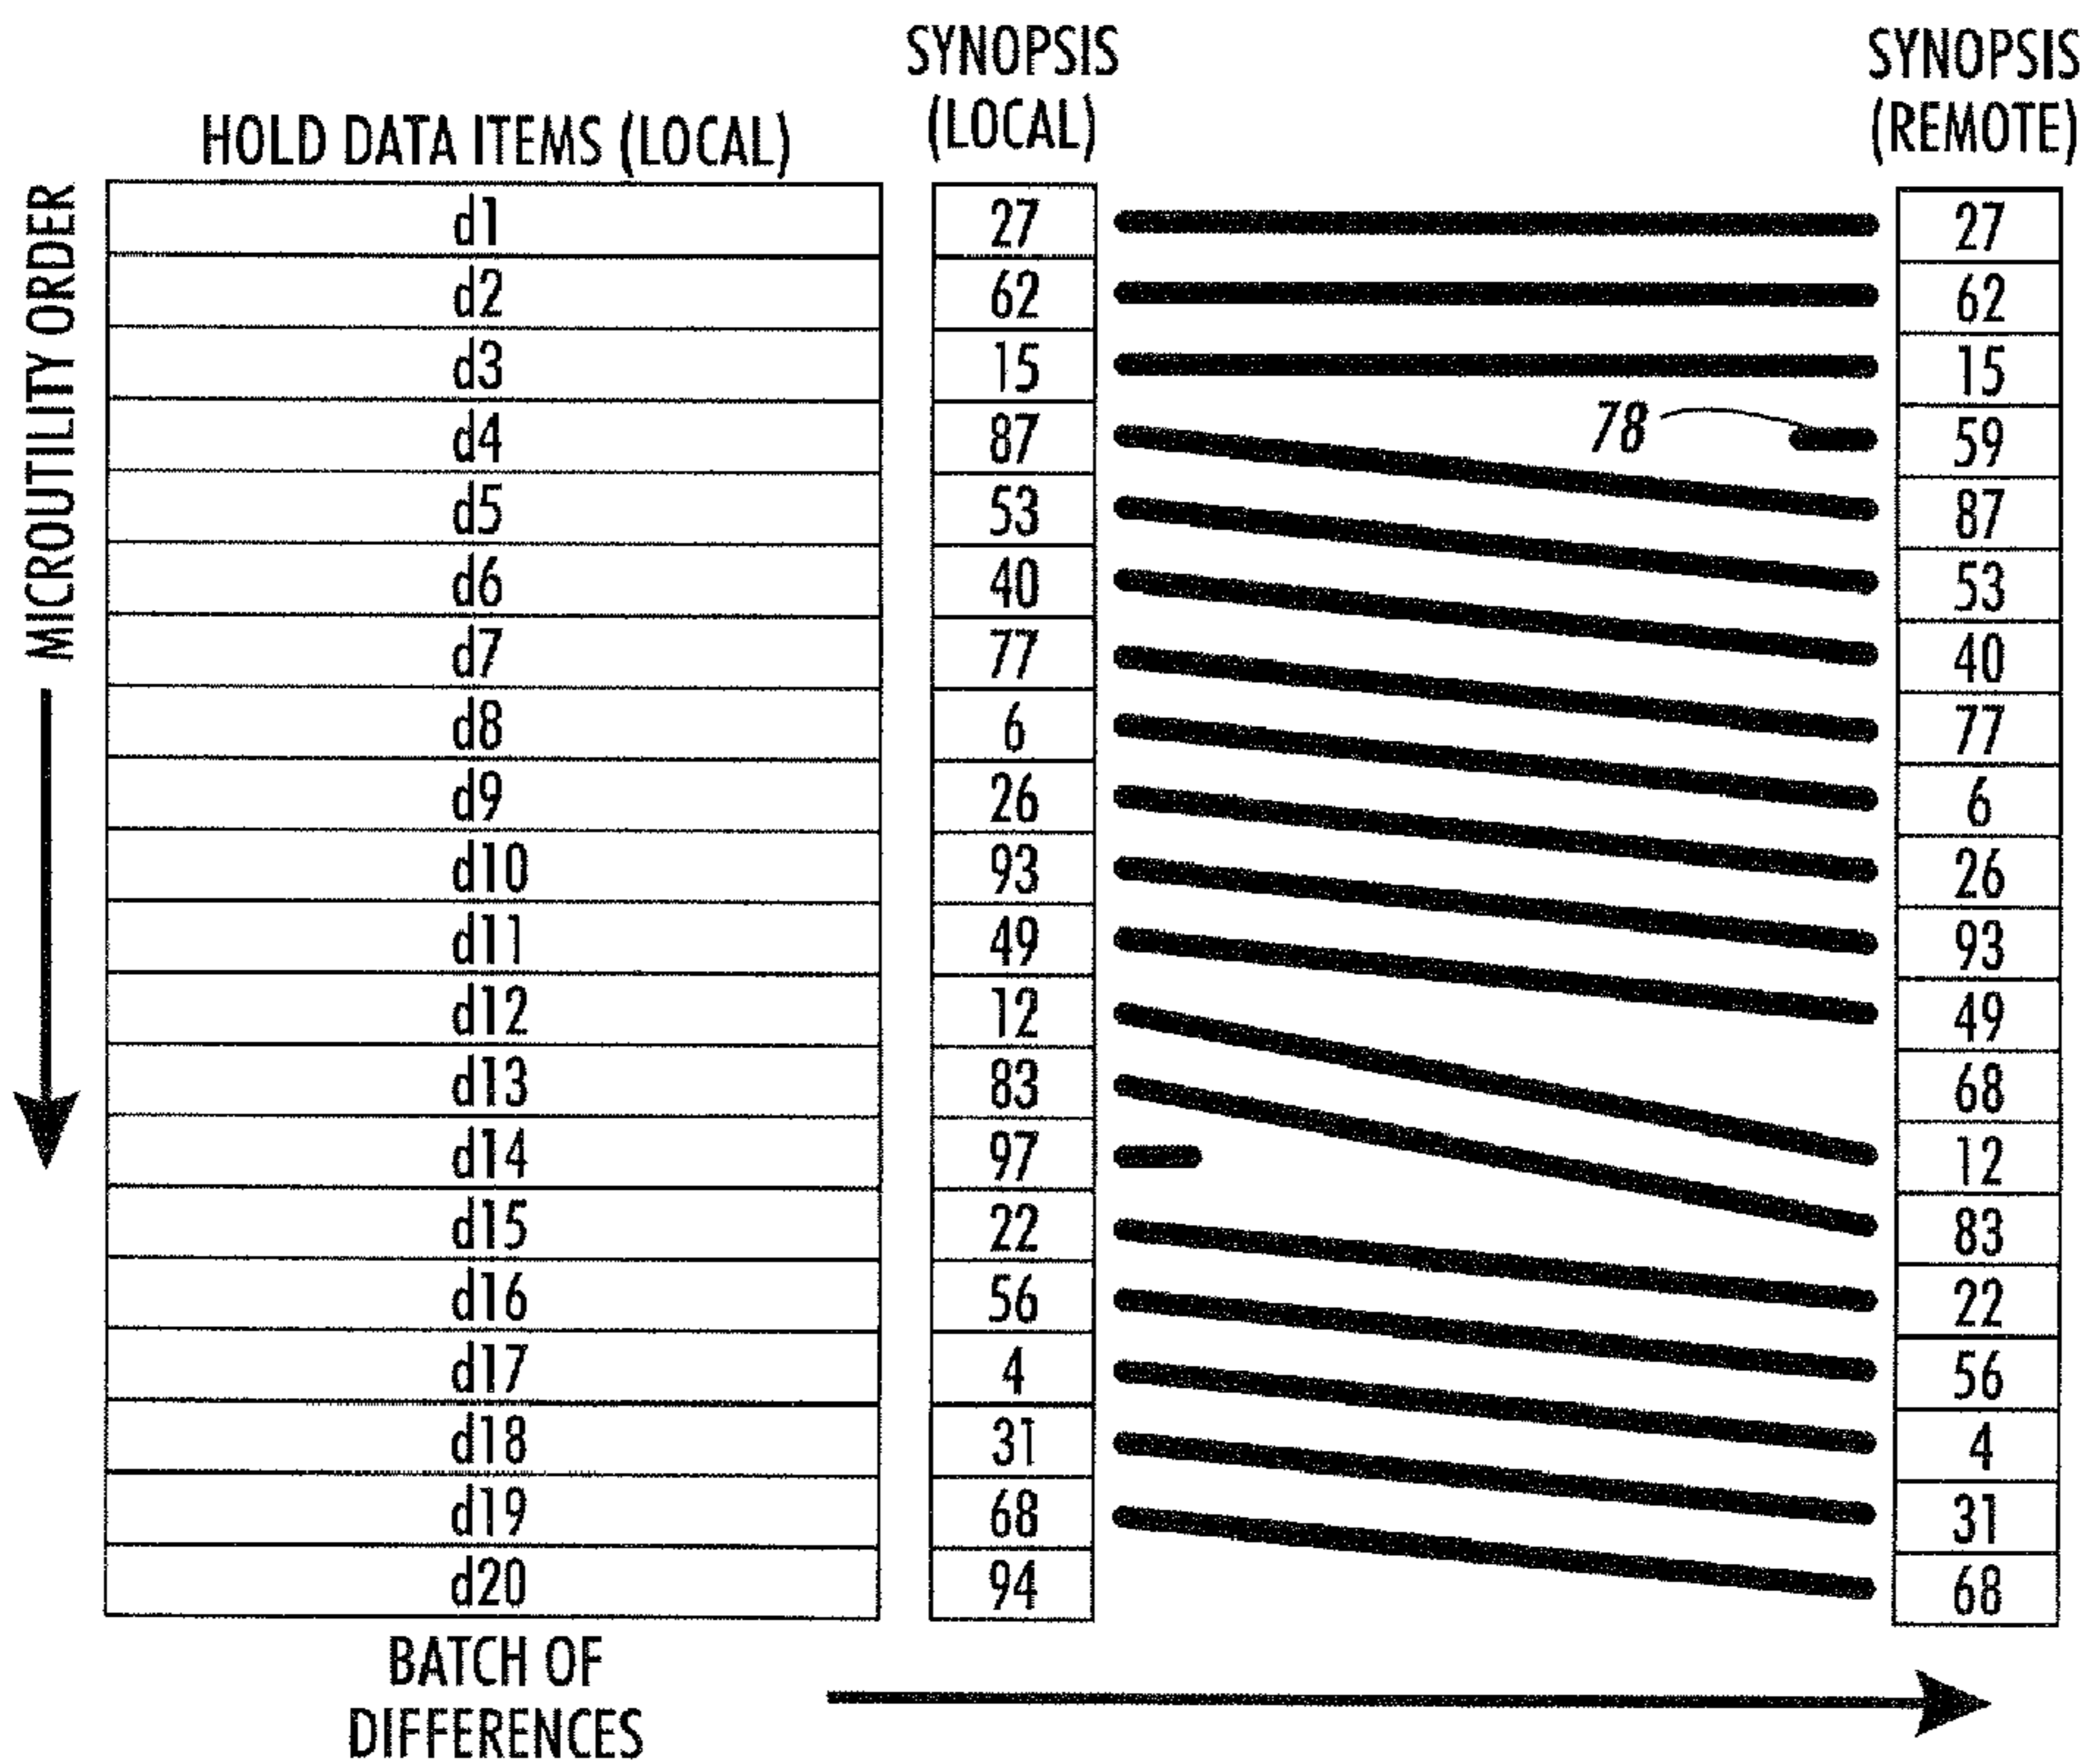 SYNOPSIS
(LOCAL)
SYNOPSIS
(REMOTE)
HOLD DATA ITEMS (LOCAL)
MICROUTILITY ORDER
d1 27 27
d2 62 62
d3 15 15
d4 87 78 59
d5 53 87
d6 40 53
d7 77 40
d8 6 77
d9 26 6
d10 93 26
d11 49 93
d12 12 49
d13 83 68
d14 97 12
d15 22 83
d16 56 22
d17 4 56
d18 31 4
d19 68 31
d20 94 68
BATCH OF
DIFFERENCES